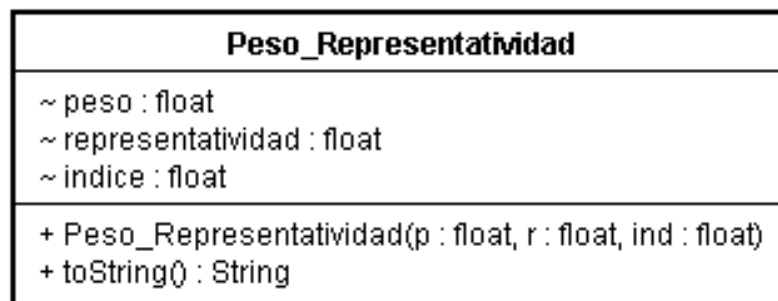 Peso_Representatividad
~ peso : float
~ representatividad : float
~ indice : float
+ Peso_Representatividad(p : float, r : float, ind : float)
+ toString() : String